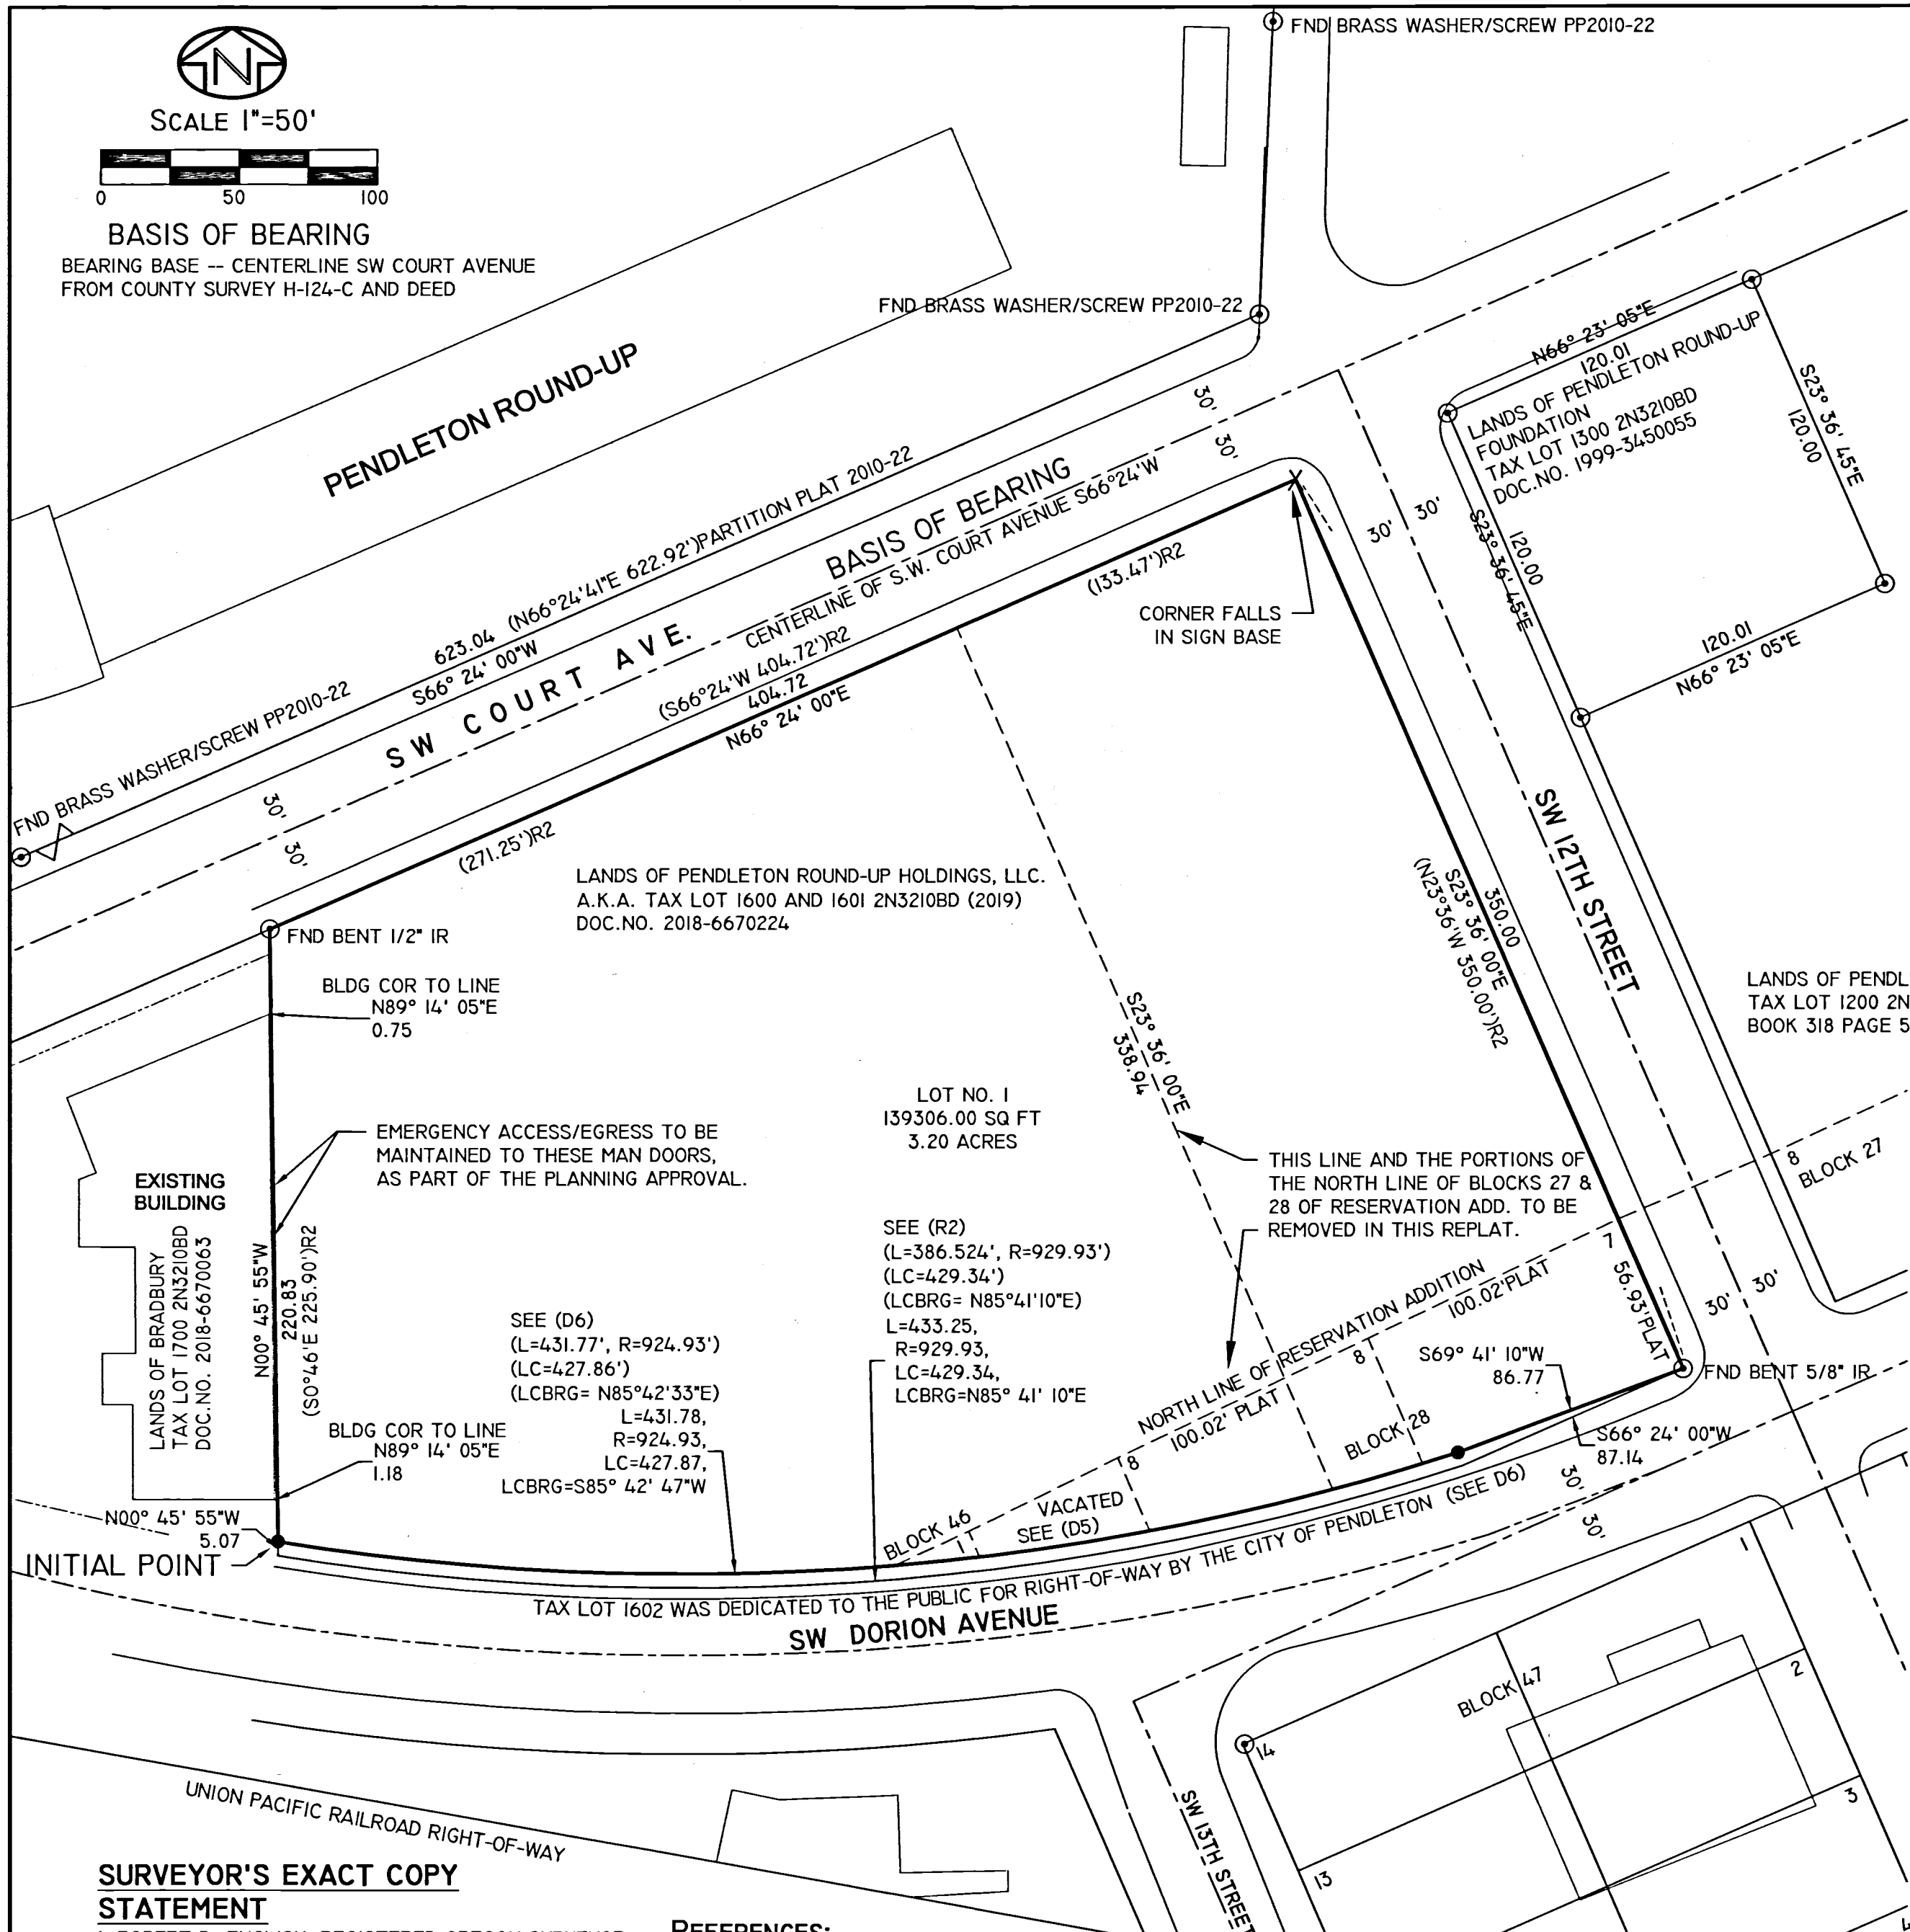 N
SCALE 1"=50'
0 50 100
BASIS OF BEARING
BEARING BASE -- CENTERLINE SW COURT AVENUE
FROM COUNTY SURVEY H-124-C AND DEED
FND BRASS WASHER/SCREW PP2010-22
FND BRASS WASHER/SCREW PP2010-22
PENDLETON ROUND-UP
N66° 23' 05"E
120.01
LANDS OF PENDLETON ROUND-UP
FOUNDATION
TAX LOT 1300 2N3210BD
DOC.NO. 1999-3450055
S23° 36' 45"E
120.00
120.00
S23° 36' 45"E
120.01
N66° 23' 05"E
30'
30'
30'
30'
623.04 (N66°24'41"E 622.92')PARTITION PLAT 2010-22
S66° 24' 00"W
FND BRASS WASHER/SCREW PP2010-22
BASIS OF BEARING
CENTERLINE OF S.W. COURT AVENUE S66°24'W
SW COURT AVE.
(S66°24'W 404.72')R2
404.72
N66° 24' 00"E
(133.47')R2
(271.25')R2
CORNER FALLS
IN SIGN BASE
30'
30'
SW 12TH STREET
350.00
S23° 36' 00"E
(N23°36'W 350.00')R2
LANDS OF PENDLETON ROUND-UP HOLDINGS, LLC.
A.K.A. TAX LOT 1600 AND 1601 2N3210BD (2019)
DOC.NO. 2018-6670224
FND BENT 1/2" IR
BLDG COR TO LINE
N89° 14' 05"E
0.75
LANDS OF PENDL
TAX LOT 1200 2N
BOOK 318 PAGE 5
S23° 36' 00"E
338.94
LOT NO. 1
139306.00 SQ FT
3.20 ACRES
EMERGENCY ACCESS/EGRESS TO BE
MAINTAINED TO THESE MAN DOORS,
AS PART OF THE PLANNING APPROVAL.
THIS LINE AND THE PORTIONS OF
THE NORTH LINE OF BLOCKS 27 &
28 OF RESERVATION ADD. TO BE
REMOVED IN THIS REPLAT.
8
BLOCK 27
EXISTING
BUILDING
LANDS OF BRADBURY
TAX LOT 1700 2N3210BD
DOC.NO. 2018-6670063
N00° 45' 55"W
220.83
(S0°46'E 225.90')R2
SEE (R2)
(L=386.524', R=929.93')
(LC=429.34')
(LCBRG= N85°41'10"E)
L=433.25,
R=929.93,
LC=429.34,
LCBRG=N85° 41' 10"E
SEE (D6)
(L=431.77', R=924.93')
(LC=427.86')
(LCBRG= N85°42'33"E)
L=431.78,
R=924.93,
LC=427.87,
LCBRG=S85° 42' 47"W
BLDG COR TO LINE
N89° 14' 05"E
1.18
NORTH LINE OF RESERVATION ADDITION
100.02'PLAT
100.02' PLAT
7
56.93'PLAT
8
8
30'
30'
S69° 41' 10"W
86.77
FND BENT 5/8" IR
S66° 24' 00"W
87.14
30'
30'
BLOCK 28
BLOCK 46
VACATED
SEE (D5)
N00° 45' 55"W
5.07
INITIAL POINT
TAX LOT 1602 WAS DEDICATED TO THE PUBLIC FOR RIGHT-OF-WAY BY THE CITY OF PENDLETON (SEE D6)
SW DORION AVENUE
BLOCK 47
2
14
3
13
4
SW 13TH STREET
UNION PACIFIC RAILROAD RIGHT-OF-WAY
SURVEYOR'S EXACT COPY
STATEMENT
REFERENCES: